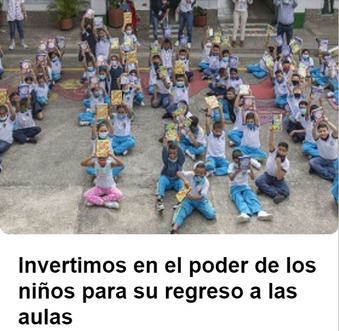 Invertimos en el poder de los
niños para su regreso a las
aulas